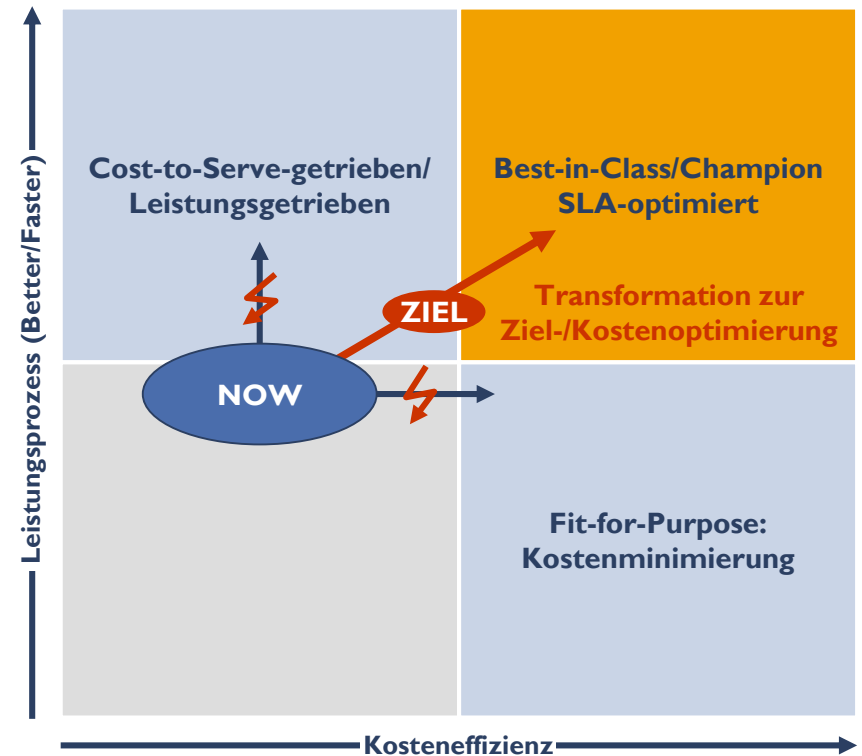 Leistungsprozess (Better/Faster)
Cost-to-Serve-getrieben/
Leistungsgetrieben
Best-in-Class/Champion
SLA-optimiert
ZIEL
Transformation zur
Ziel-/Kostenoptimierung
NOW
Fit-for-Purpose:
Kostenminimierung
Kosteneffizienz